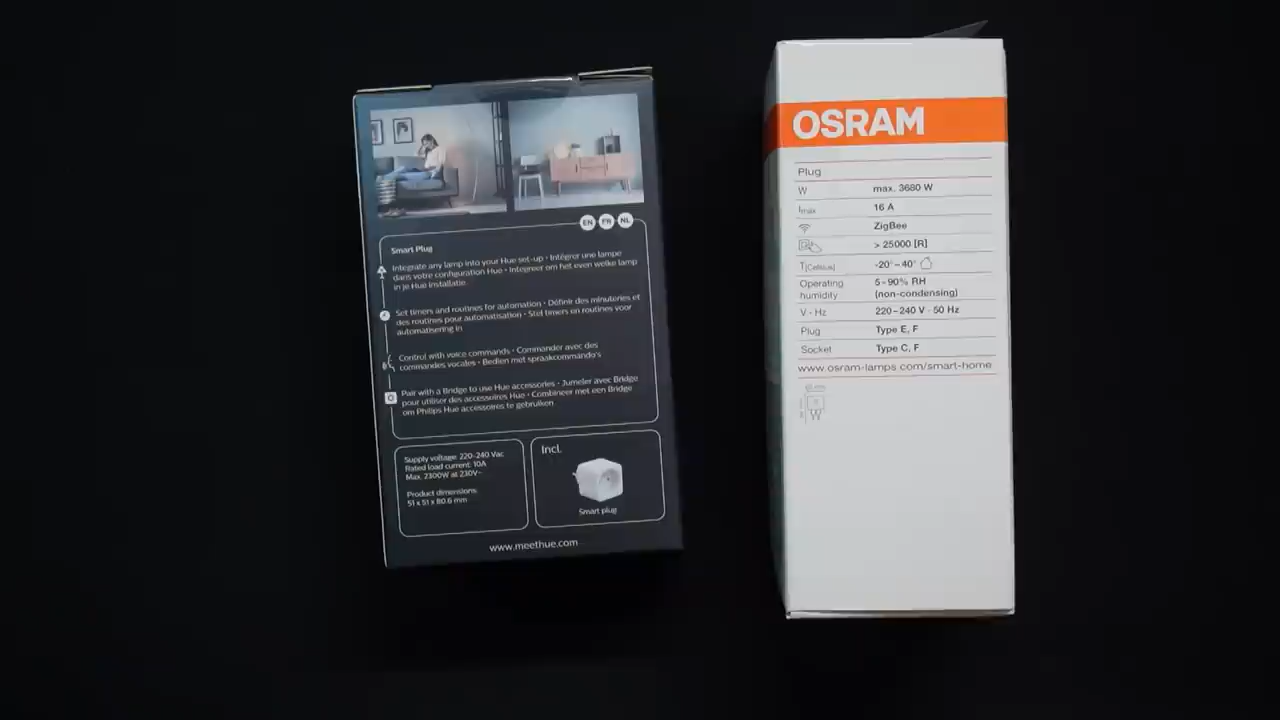 EN FR NL
Smart Plug
Integrate any lamp into your Hue set-up • Intégrer une lampe
dans votre configuration Hue • Integreer om het even welke lamp
in je Hue installatie.
Set timers and routines for automation • Définir des minuteries et
des routines pour automatisation • Stel timers en routines voor
automatisering in
Control with voice commands • Commander avec des
commandes vocales • Bedien met spraakcommando's
Pair with a Bridge to use Hue accessories • Jumeler avec Bridge
pour utiliser des accessoires Hue • Combineer met een Bridge
om Philips Hue accessoires te gebruiken.
Supply voltage: 220-240 Vac
Rated load current: 10A
Max. 2300W at 230V~
Product dimensions:
51 x 51 x 80.6 mm
Incl.
Smart plug
www.meethue.com
OSRAM
Plug
W max. 3680 W
Imax 16 A
ZigBee
> 25000 [R]
T[Celsius] -20°–40°
Operating 5-90% RH
humidity (non-condensing)
V - Hz 220-240 V - 50 Hz
Plug Type E, F
Socket Type C, F
www.osram-lamps.com/smart-home